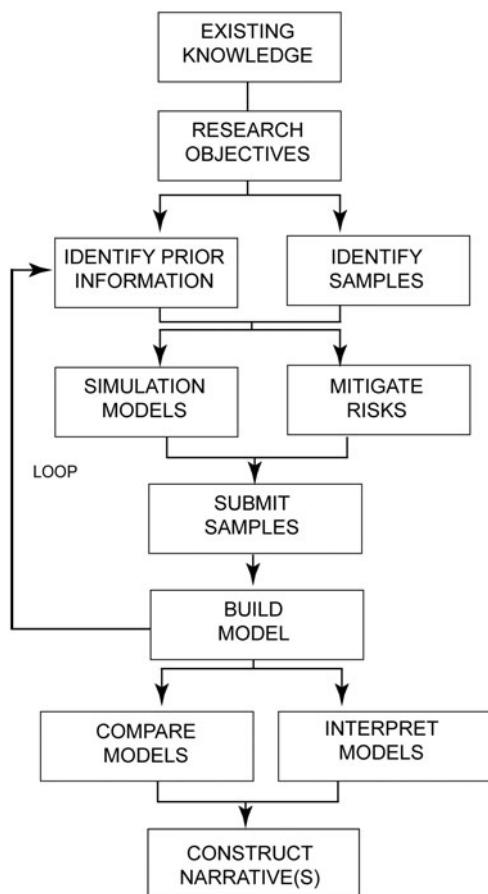 EXISTING
KNOWLEDGE
RESEARCH
OBJECTIVES
IDENTIFY PRIOR
INFORMATION
IDENTIFY
SAMPLES
SIMULATION
MODELS
MITIGATE
RISKS
LOOP
SUBMIT
SAMPLES
BUILD
MODEL
COMPARE
MODELS
INTERPRET
MODELS
CONSTRUCT
NARRATIVE(S)